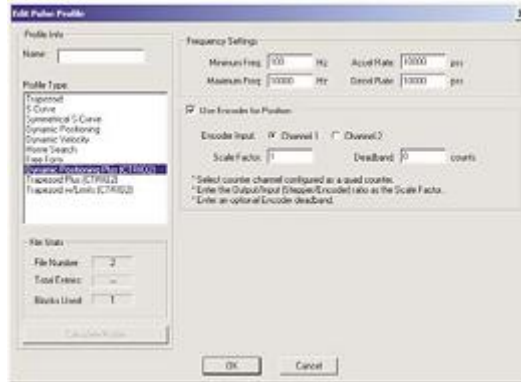 Edit Pulse Profile
Profile Info
Name:
Profile Type:
Trapezoid
S-Curve
Symmetrical S-Curve
Dynamic Positioning
Dynamic Velocity
Home Search
Free Form
Dynamic Positioning Plus (CTRIO2)
Trapezoid Plus (CTRIO2)
Trapezoid w/Limits (CTRIO2)
File Stats
File Number: 2
Total Entries: --
Blocks Used: 1
Calculate Profile
Frequency Settings
Minimum Freq: 100 Hz Accel Rate: 10000 pps
Maximum Freq: 10000 Hz Decel Rate: 10000 pps
Use Encoder for Position
Encoder Input: Channel 1 Channel 2
Scale Factor: 1 Deadband: 0 counts
* Select counter channel configured as a quad counter.
* Enter the Output/Input (Stepper/Encoder) ratio as the Scale Factor.
* Enter an optional Encoder deadband.
OK Cancel